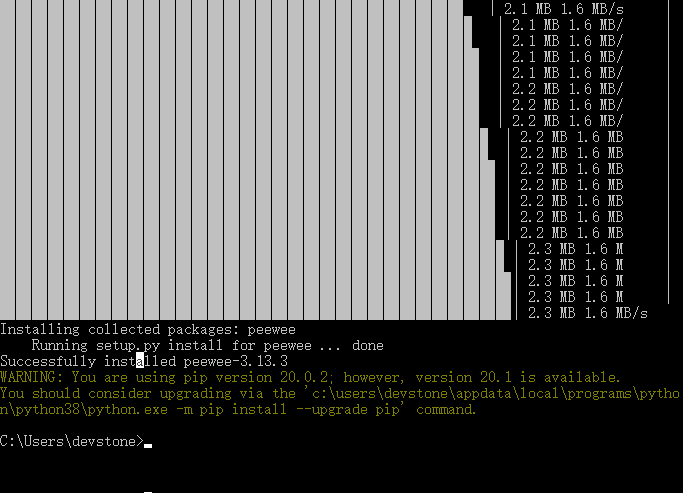 2.1 MB 1.6 MB/s
2.1 MB 1.6 MB/
2.1 MB 1.6 MB/
2.1 MB 1.6 MB/
2.1 MB 1.6 MB/
2.2 MB 1.6 MB/
2.2 MB 1.6 MB/
2.2 MB 1.6 MB/
2.2 MB 1.6 MB
2.2 MB 1.6 MB
2.2 MB 1.6 MB
2.2 MB 1.6 MB
2.2 MB 1.6 MB
2.2 MB 1.6 MB
2.2 MB 1.6 MB
2.3 MB 1.6 M
2.3 MB 1.6 M
2.3 MB 1.6 M
2.3 MB 1.6 M
2.3 MB 1.6 MB/s
Installing collected packages: peewee
Running setup.py install for peewee ... done
Successfully installed peewee-3.13.3
WARNING: You are using pip version 20.0.2; however, version 20.1 is available.
You should consider upgrading via the 'c:\users\devstone\appdata\local\programs\pytho
n\python38\python.exe -m pip install --upgrade pip' command.
C:\Users\devstone>